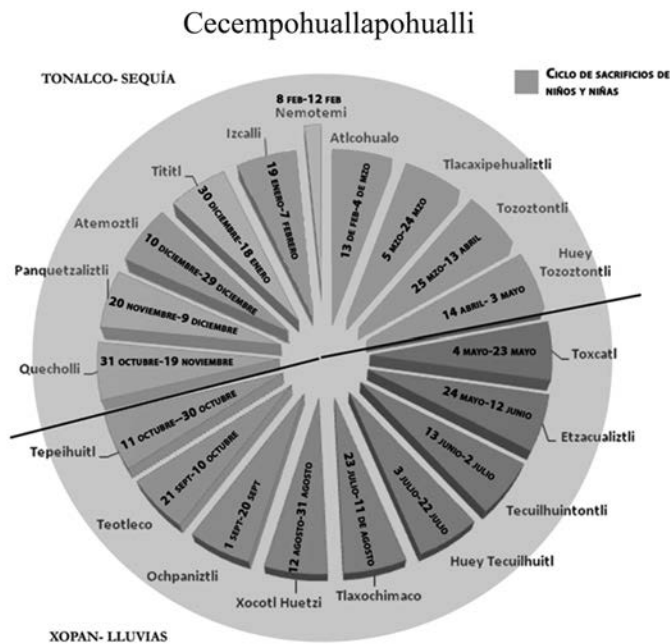 Cecempohuallapohualli
TONALCO- SEQUÍA
CICLO DE SACRIFICIOS DE
NIÑOS Y NIÑAS
8 FEB-12 FEB
Nemotemi
Atlcohualo
13 DE FEB-4 DE MZO
Tlacaxipehualiztli
5 MZO-24 MZO
Tozoztontli
25 MZO-13 ABRIL
Huey
Tozoztontli
14 ABRIL- 3 MAYO
Toxcatl
4 MAYO-23 MAYO
Etzacualiztli
24 MAYO-12 JUNIO
Tecuilhuintontli
13 JUNIO-2 JULIO
Huey Tecuilhuitl
3 JULIO-22 JULIO
Tlaxochimaco
23 JULIO-11 DE AGOSTO
Xocotl Huetzi
12 AGOSTO-31 AGOSTO
Ochpaniztli
1 SEPT-20 SEPT
Teotleco
21 SEPT-10 OCTUBRE
Tepeihuitl
11 OCTUBRE--30 OCTUBRE
Quecholli
31 OCTUBRE-19 NOVIEMBRE
Panquetzaliztli
20 NOVIEMBRE-9 DICIEMBRE
Atemoztli
10 DICIEMBRE-29 DICIEMBRE
Tititl
30 DICIEMBRE-18 ENERO
Izcalli
19 ENERO-7 FEBRERO
XOPAN- LLUVIAS